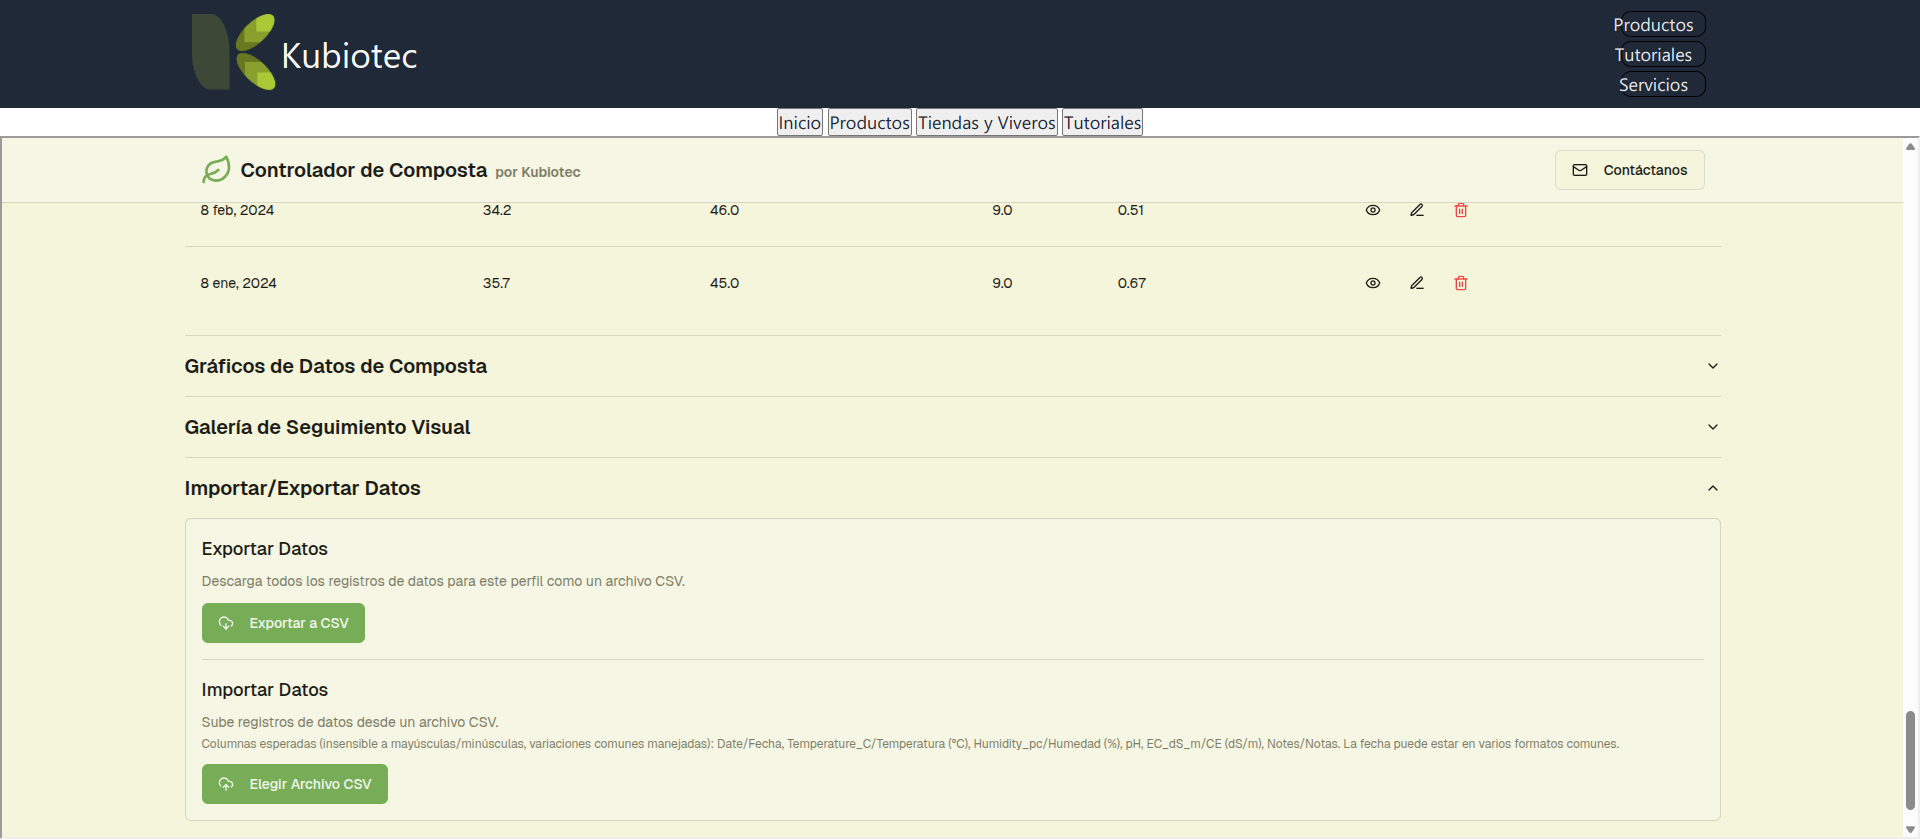 Kubiotec
Productos
Tutoriales
Servicios
Inicio Productos Tiendas y Viveros Tutoriales
Controlador de Composta por Kubiotec
Contáctanos
8 feb, 2024 34.2 46.0 9.0 0.51
8 ene, 2024 35.7 45.0 9.0 0.67
Gráficos de Datos de Composta
Galería de Seguimiento Visual
Importar/Exportar Datos
Exportar Datos
Descarga todos los registros de datos para este perfil como un archivo CSV.
Exportar a CSV
Importar Datos
Sube registros de datos desde un archivo CSV.
Columnas esperadas (insensible a mayúsculas/minúsculas, variaciones comunes manejadas): Date/Fecha, Temperature_C/Temperatura (°C), Humidity_pc/Humedad (%), pH, EC_dS_m/CE (dS/m), Notes/Notas. La fecha puede estar en varios formatos comunes.
Elegir Archivo CSV